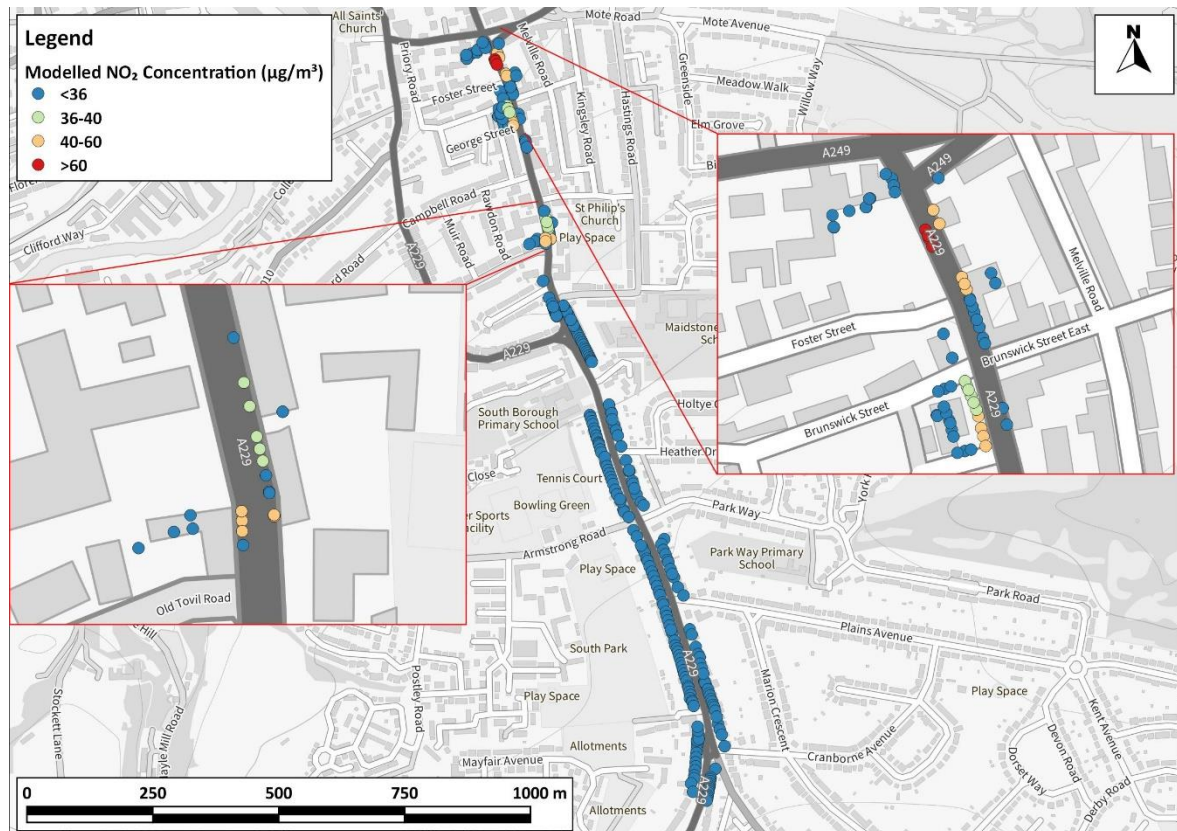 Legend
Modelled NO₂ Concentration (µg/m³)
<36
36-40
40-60
>60
N
All Saints'
Church
Priory Road
Melville Road
Mote Road
Mote Avenue
Foster Street
George Street
Kingsley Road
Hastings Road
Greenside
Meadow Walk
Willow Way
Elm Grove
Clifford Way
Campbell Road
Rawdon Road
Muir Road
St Philip's
Church
Play Space
A229
A229
Maidstone
South Borough
Primary School
Heather
Tennis Court
Close
Bowling Green
Armstrong Road
Park Way
Play Space
Park Way Primary
School
Park Road
Plains Avenue
A229
South Park
Play Space
Postley Road
Marion Crescent
Play Space
Kent Avenue
Devon Road
Dorset Way
Derby Road
Cranborne Avenue
Stockett Lane
Mill Road
Hill
Allotments
Mayfair Avenue
Allotments
A229
A249
A249
A229
Foster Street
Melville Road
Brunswick Street East
Brunswick Street
A229
A229
Old Tovil Road
0 250 500 750 1000 m